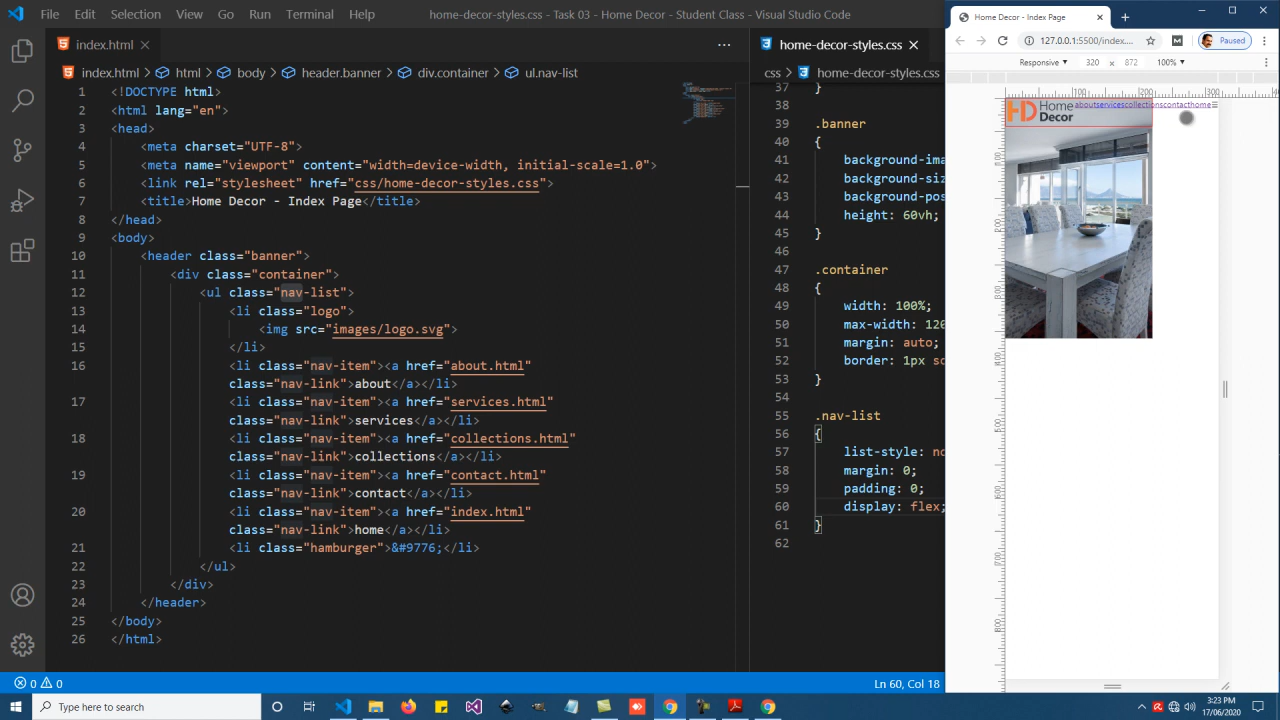 File Edit Selection View Go Run Terminal Help
home-decor-styles.css - Task 03 - Home Decor - Student Class - Visual Studio Code
index.html
index.html > html > body > header.banner > div.container > ul.nav-list
1 <!DOCTYPE html>
2 <html lang="en">
3 <head>
4 <meta charset="UTF-8">
5 <meta name="viewport" content="width=device-width, initial-scale=1.0">
6 <link rel="stylesheet" href="css/home-decor-styles.css">
7 <title>Home Decor - Index Page</title>
8 </head>
9 <body>
10 <header class="banner">
11 <div class="container">
12 <ul class="nav-list">
13 <li class="logo">
14 <img src="images/logo.svg">
15 </li>
16 <li class="nav-item"><a href="about.html"
class="nav-link">about</a></li>
17 <li class="nav-item"><a href="services.html"
class="nav-link">services</a></li>
18 <li class="nav-item"><a href="collections.html"
class="nav-link">collections</a></li>
19 <li class="nav-item"><a href="contact.html"
class="nav-link">contact</a></li>
20 <li class="nav-item"><a href="index.html"
class="nav-link">home</a></li>
21 <li class="hamburger">&#9776;</li>
22 </ul>
23 </div>
24 </header>
25 </body>
26 </html>
home-decor-styles.css
css > home-decor-styles.css
37 }
38
39 .banner
40 {
41 background-ima
42 background-siz
43 background-pos
44 height: 60vh;
45 }
46
47 .container
48 {
49 width: 100%;
50 max-width: 120
51 margin: auto;
52 border: 1px so
53 }
54
55 .nav-list
56 {
57 list-style: no
58 margin: 0;
59 padding: 0;
60 display: flex;
61 }
62
Home Decor - Index Page
127.0.0.1:5500/index.... Paused
Responsive 320 x 872 100%
100 200 300
HD Home Decor
aboutservicescollectionscontacthome☰
100
200
300
400
500
600
700
800
0 0
Ln 60, Col 18
Type here to search
3:23 PM
17/06/2020